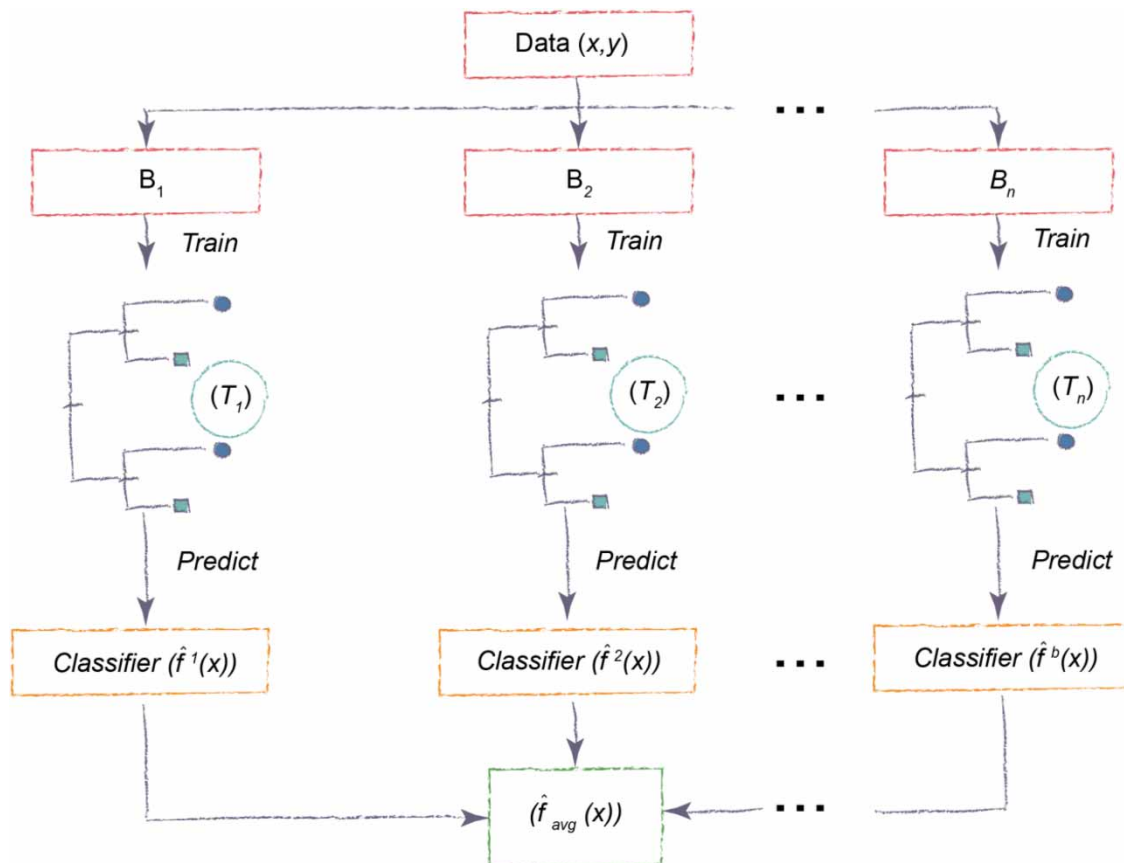 Data (x,y)
...
B₁
B₂
Bₙ
Train
Train
Train
(T₁)
(T₂)
...
(Tₙ)
Predict
Predict
Predict
Classifier (f̂ ¹(x))
Classifier (f̂ ²(x))
...
Classifier (f̂ ᵇ(x))
(f̂ avg (x))
...